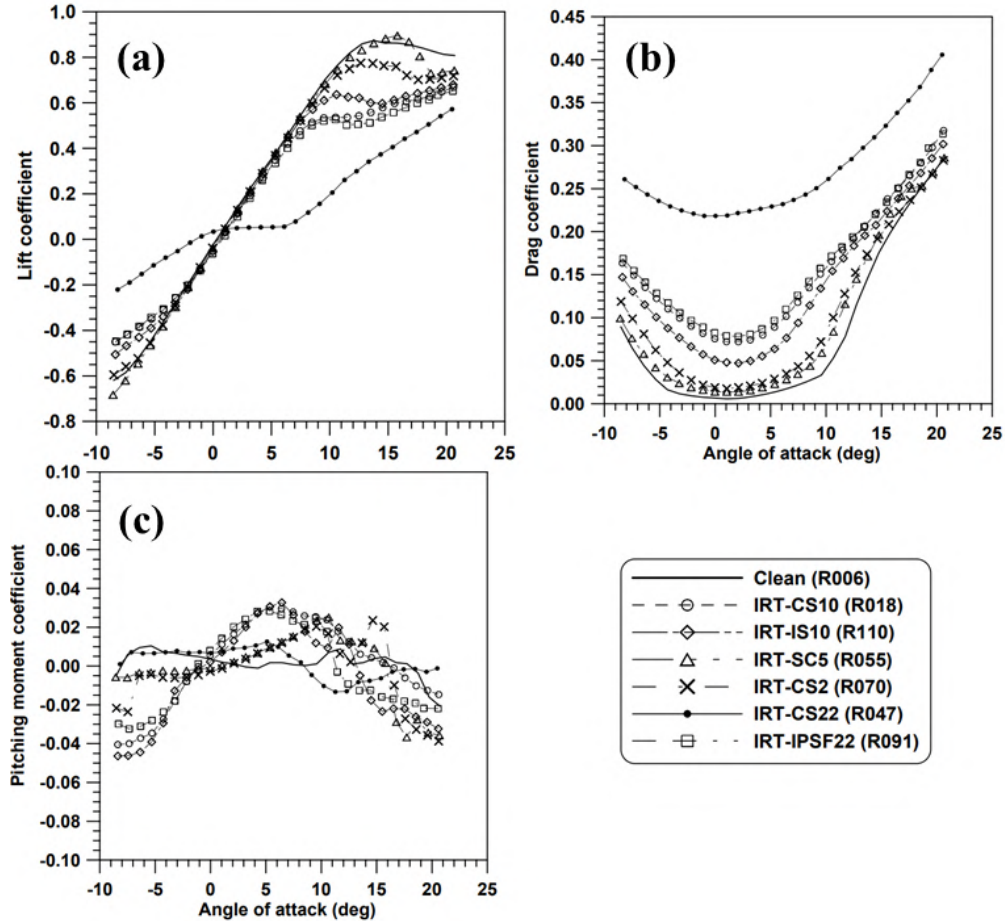 (a)
Lift coefficient
1.0
0.8
0.6
0.4
0.2
0.0
-0.2
-0.4
-0.6
-0.8
-10 -5 0 5 10 15 20 25
(b)
Drag coefficient
0.45
0.40
0.35
0.30
0.25
0.20
0.15
0.10
0.05
0.00
-10 -5 0 5 10 15 20 25
Angle of attack (deg)
(c)
Pitching moment coefficient
0.10
0.08
0.06
0.04
0.02
0.00
-0.02
-0.04
-0.06
-0.08
-0.10
-10 -5 0 5 10 15 20 25
Angle of attack (deg)
Clean (R006)
IRT-CS10 (R018)
IRT-IS10 (R110)
IRT-SC5 (R055)
IRT-CS2 (R070)
IRT-CS22 (R047)
IRT-IPSF22 (R091)